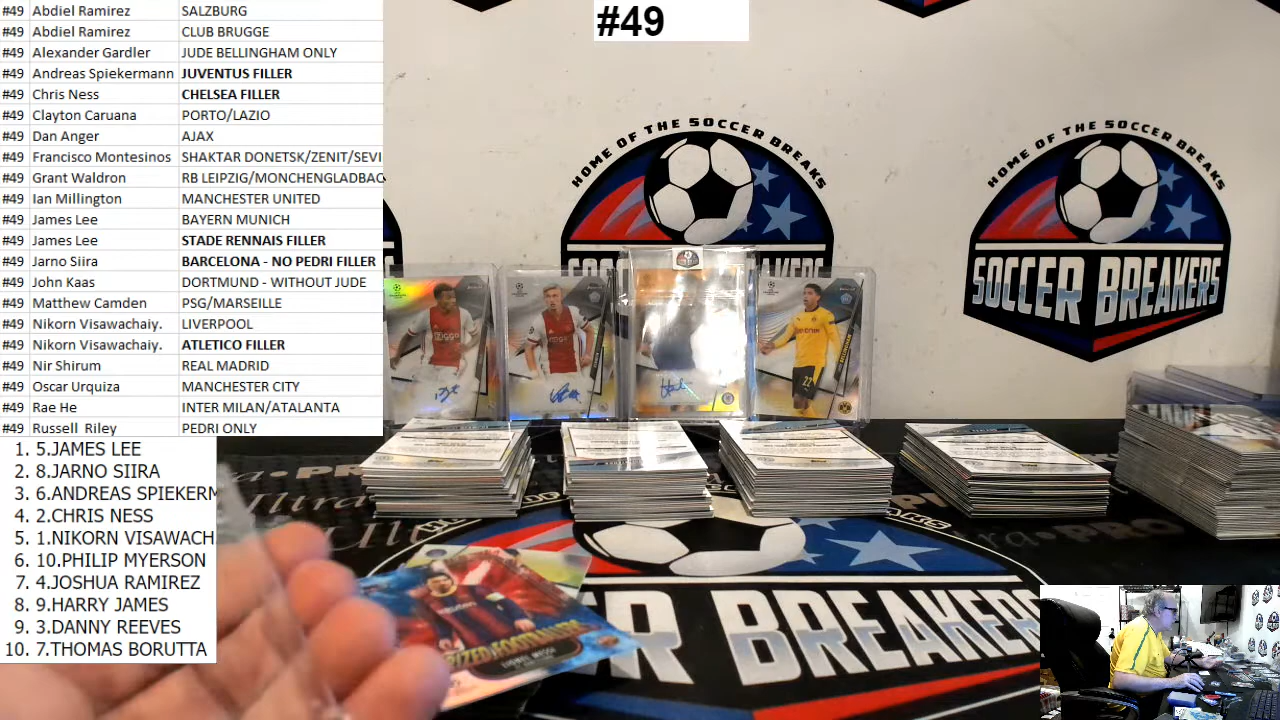 #49
#49 Abdiel Ramirez SALZBURG
#49 Abdiel Ramirez CLUB BRUGGE
#49 Alexander Gardler JUDE BELLINGHAM ONLY
#49 Andreas Spiekermann JUVENTUS FILLER
#49 Chris Ness CHELSEA FILLER
#49 Clayton Caruana PORTO/LAZIO
#49 Dan Anger AJAX
#49 Francisco Montesinos SHAKTAR DONETSK/ZENIT/SEVI
#49 Grant Waldron RB LEIPZIG/MONCHENGLADBAC
#49 Ian Millington MANCHESTER UNITED
#49 James Lee BAYERN MUNICH
#49 James Lee STADE RENNAIS FILLER
#49 Jarno Siira BARCELONA - NO PEDRI FILLER
#49 John Kaas DORTMUND - WITHOUT JUDE
#49 Matthew Camden PSG/MARSEILLE
#49 Nikorn Visawachaiy. LIVERPOOL
#49 Nikorn Visawachaiy. ATLETICO FILLER
#49 Nir Shirum REAL MADRID
#49 Oscar Urquiza MANCHESTER CITY
#49 Rae He INTER MILAN/ATALANTA
#49 Russell Riley PEDRI ONLY
1. 5.JAMES LEE
2. 8.JARNO SIIRA
3. 6.ANDREAS SPIEKERM
4. 2.CHRIS NESS
5. 1.NIKORN VISAWACH
6. 10.PHILIP MYERSON
7. 4.JOSHUA RAMIREZ
8. 9.HARRY JAMES
9. 3.DANNY REEVES
10. 7.THOMAS BORUTTA
HOME OF THE SOCCER BREAKS
HOME OF THE SOCCER BREAKS
SOCCER BREAKERS
BREAKERS
22
LIONEL MESSI